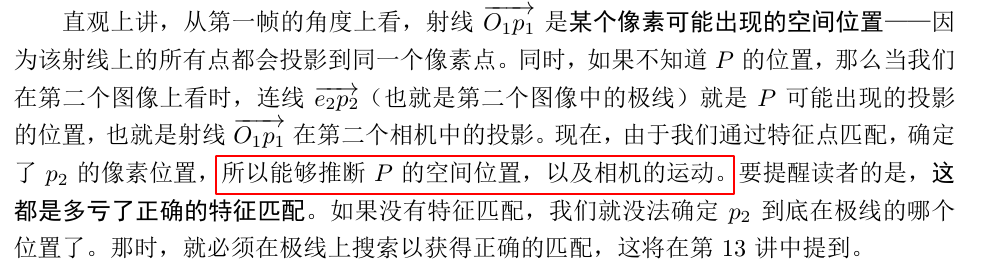 直观上讲，从第一帧的角度上看，射线 $\overrightarrow{O_1p_1}$ 是某个像素可能出现的空间位置——因
为该射线上的所有点都会投影到同一个像素点。同时，如果不知道 $P$ 的位置，那么当我们
在第二个图像上看时，连线 $\overrightarrow{e_2p_2}$（也就是第二个图像中的极线）就是 $P$ 可能出现的投影
的位置，也就是射线 $\overrightarrow{O_1p_1}$ 在第二个相机中的投影。现在，由于我们通过特征点匹配，确定
了 $p_2$ 的像素位置，所以能够推断 $P$ 的空间位置，以及相机的运动。要提醒读者的是，这
都是多亏了正确的特征匹配。如果没有特征匹配，我们就没法确定 $p_2$ 到底在极线的哪个
位置了。那时，就必须在极线上搜索以获得正确的匹配，这将在第 13 讲中提到。